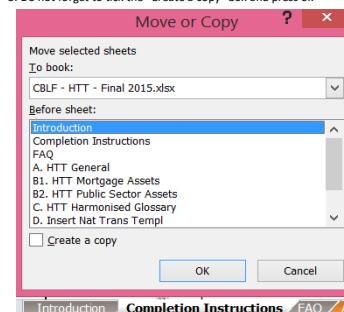 Move or Copy ? ×
Move selected sheets
To book:
CBLF - HTT - Final 2015.xlsx
Before sheet:
Introduction
Completion Instructions
FAQ
A. HTT General
B1. HTT Mortgage Assets
B2. HTT Public Sector Assets
C. HTT Harmonised Glossary
D. Insert Nat Trans Templ
Create a copy
OK Cancel
Introduction Completion Instructions FAQ